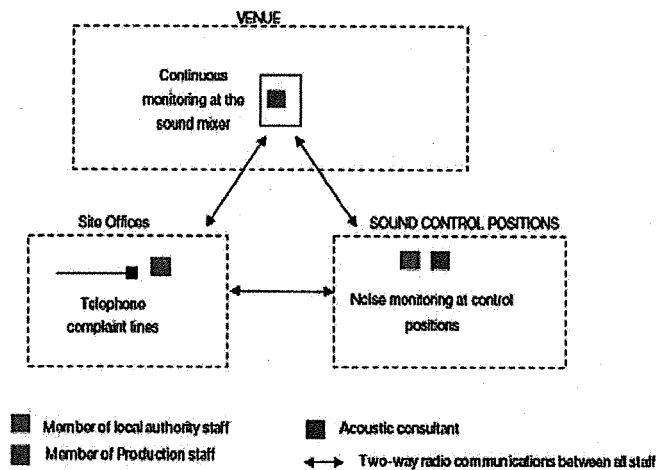 VENUE
Continuous
monitoring at the
sound mixer
Site Offices
SOUND CONTROL POSITIONS
Telephone
complaint lines
Noise monitoring at control
positions
Member of local authority staff
Acoustic consultant
Member of Production staff
Two-way radio communications between all staff